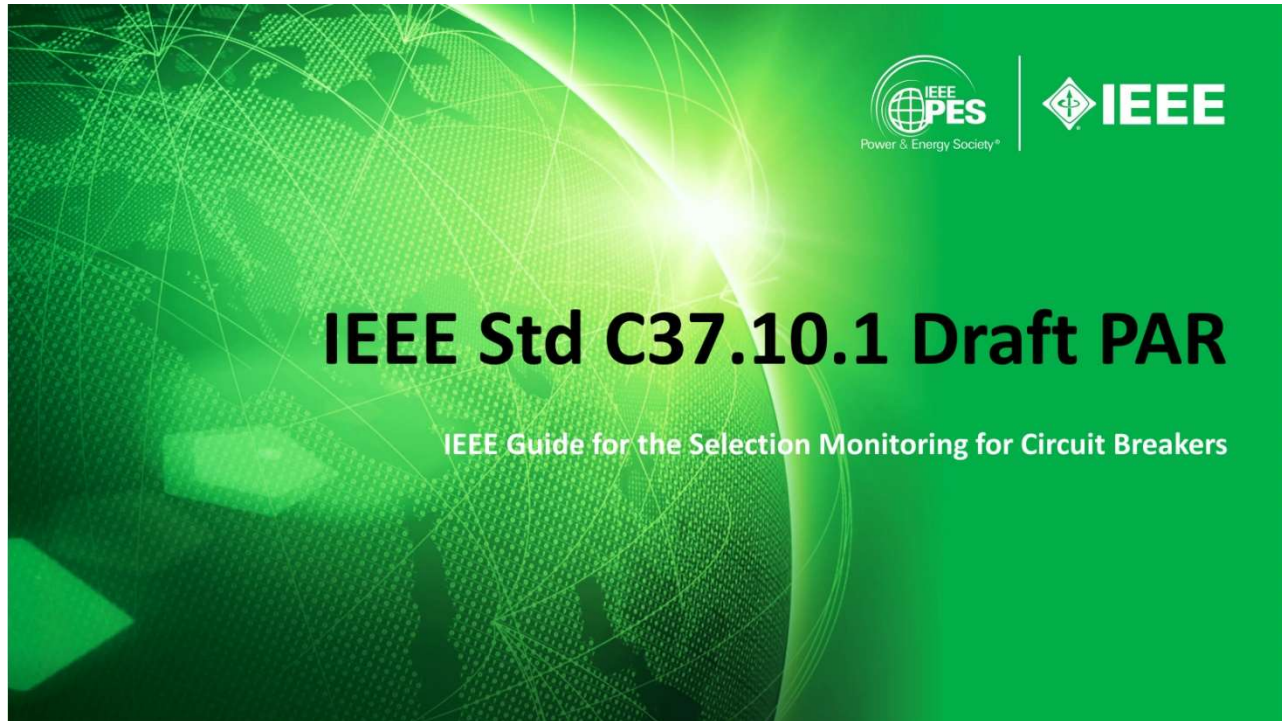 IEEE
PES
Power & Energy Society®
IEEE
IEEE Std C37.10.1 Draft PAR
IEEE Guide for the Selection Monitoring for Circuit Breakers